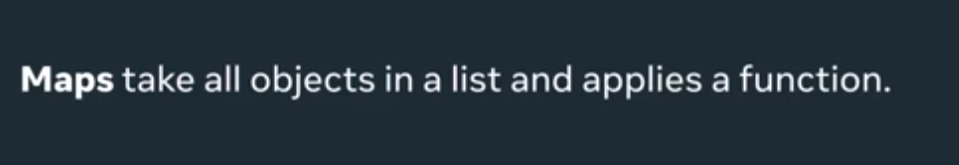 Maps take all objects in a list and applies a function.